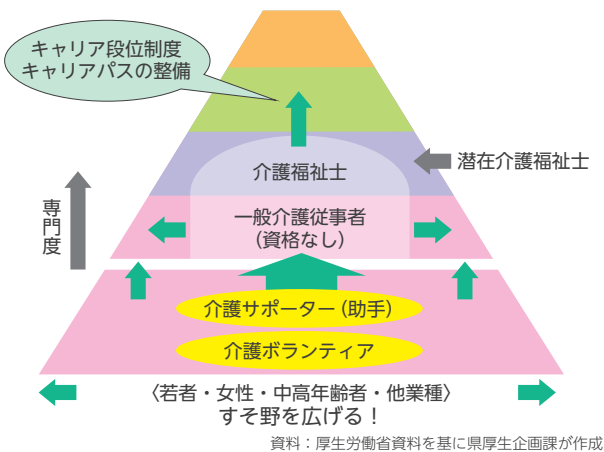 キャリア段位制度
キャリアパスの整備
介護福祉士
潜在介護福祉士
専門度
一般介護従事者
（資格なし）
介護サポーター（助手）
介護ボランティア
〈若者・女性・中高年齢者・他業種〉
すそ野を広げる！
資料：厚生労働省資料を基に県厚生企画課が作成